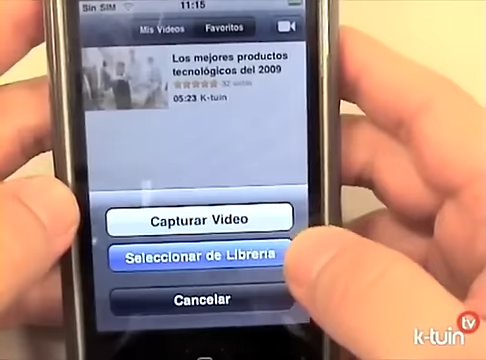 Sin SIM 11:15
Mis Videos Favoritos
Los mejores productos
tecnológicos del 2009
05:23 K-tuin
Capturar Video
Seleccionar de Librería
Cancelar
k-tuin tv